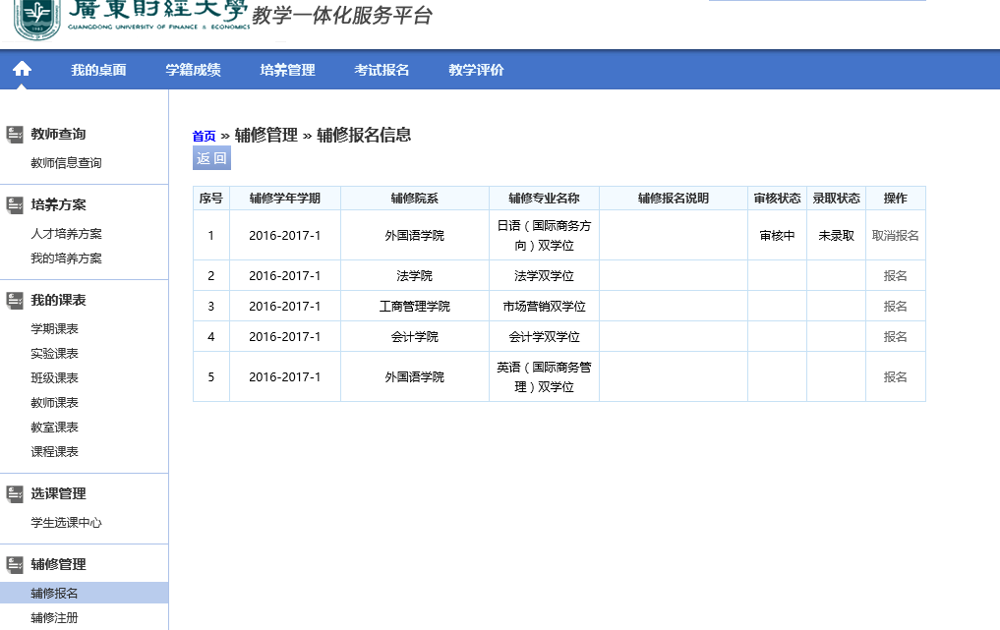 廣東財經大學
GUANGDONG UNIVERSITY OF FINANCE & ECONOMICS
教学一体化服务平台
我的桌面 学籍成绩 培养管理 考试报名 教学评价
教师查询
教师信息查询
培养方案
人才培养方案
我的培养方案
我的课表
学期课表
实验课表
班级课表
教师课表
教室课表
课程课表
选课管理
学生选课中心
辅修管理
辅修报名
辅修注册
首页 » 辅修管理 » 辅修报名信息
返 回
序号 辅修学年学期 辅修院系 辅修专业名称 辅修报名说明 审核状态 录取状态 操作
1 2016-2017-1 外国语学院 日语（国际商务方
向）双学位 审核中 未录取 取消报名
2 2016-2017-1 法学院 法学双学位 报名
3 2016-2017-1 工商管理学院 市场营销双学位 报名
4 2016-2017-1 会计学院 会计学双学位 报名
5 2016-2017-1 外国语学院 英语（国际商务管
理）双学位 报名